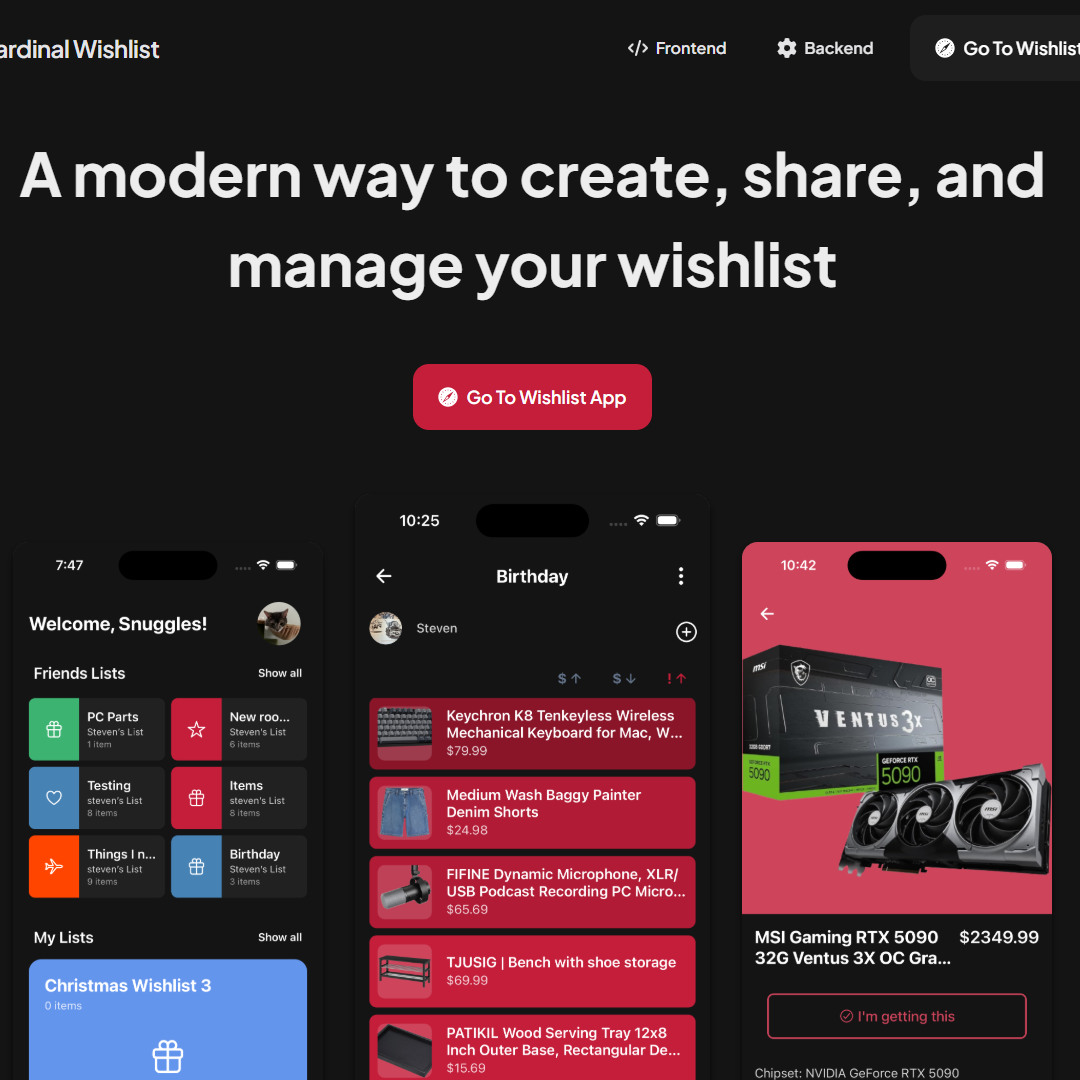 ardinal Wishlist
Frontend
Backend
Go To Wishlist
A modern way to create, share, and
manage your wishlist
Go To Wishlist App
7:47
Welcome, Snuggles!
Friends Lists
Show all
PC Parts
Steven's List
1 item
New roo...
Steven's List
6 items
Testing
steven's List
8 items
Items
steven's List
8 items
Things I n...
steven's List
9 items
Birthday
Steven's List
3 items
My Lists
Show all
Christmas Wishlist 3
0 items
10:25
Birthday
Steven
$↑
$↓
!↑
Keychron K8 Tenkeyless Wireless
Mechanical Keyboard for Mac, W...
$79.99
Medium Wash Baggy Painter
Denim Shorts
$24.98
FIFINE Dynamic Microphone, XLR/
USB Podcast Recording PC Micro...
$65.69
TJUSIG | Bench with shoe storage
$69.99
PATIKIL Wood Serving Tray 12x8
Inch Outer Base, Rectangular De...
$15.69
10:42
msi
VENTUS 3X
GEFORCE RTX
5090
5090
msi
msi
MSI Gaming RTX 5090
32G Ventus 3X OC Gra...
$2349.99
I'm getting this
Chipset: NVIDIA GeForce RTX 5090